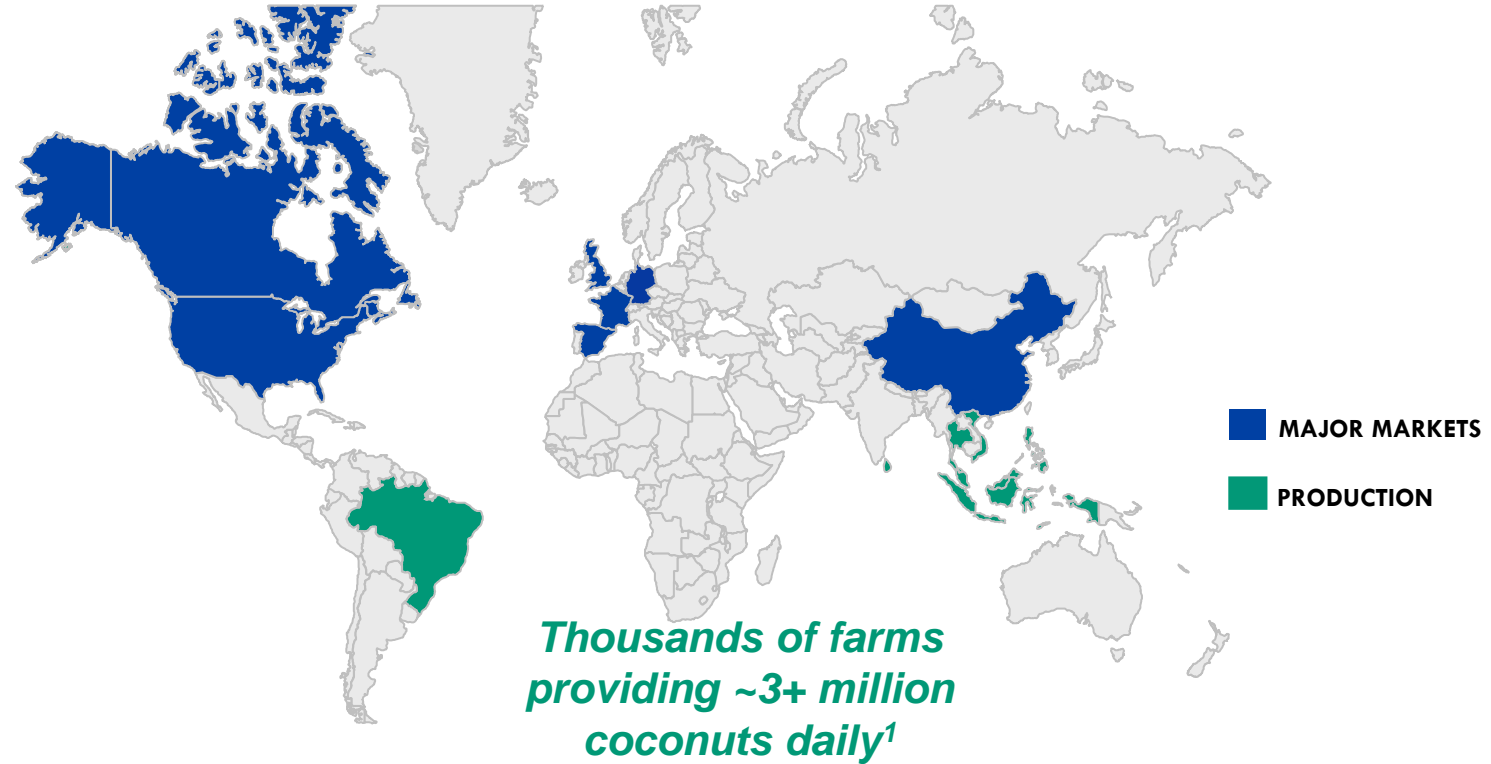 MAJOR MARKETS
PRODUCTION
Thousands of farms
providing ~3+ million
coconuts daily¹